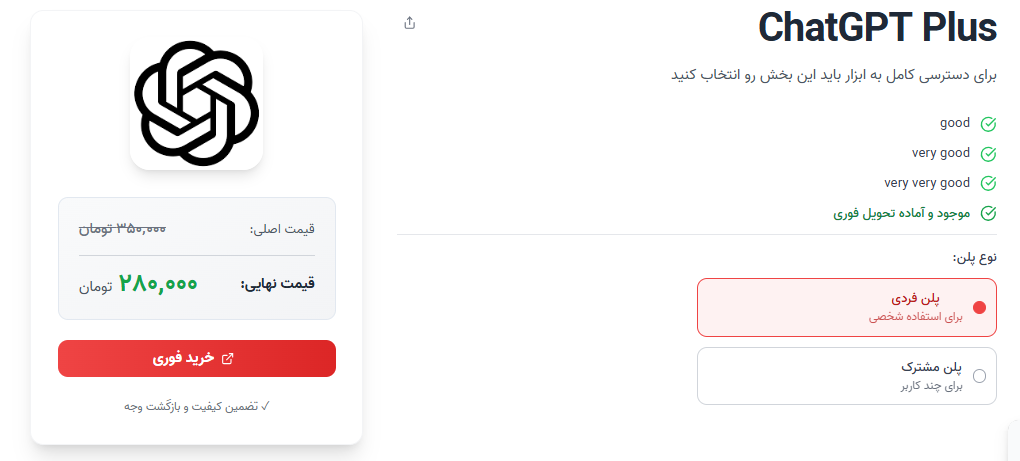 ChatGPT Plus
برای دسترسی کامل به ابزار باید این بخش رو انتخاب کنید
good
very good
very very good
موجود و آماده تحویل فوری
نوع پلن:
پلن فردی
برای استفاده شخصی
پلن مشترک
برای چند کاربر
قیمت اصلی: ۳۵۰,۰۰۰ تومان
قیمت نهایی: ۲۸۰,۰۰۰ تومان
خرید فوری
✓ تضمین کیفیت و بازگشت وجه